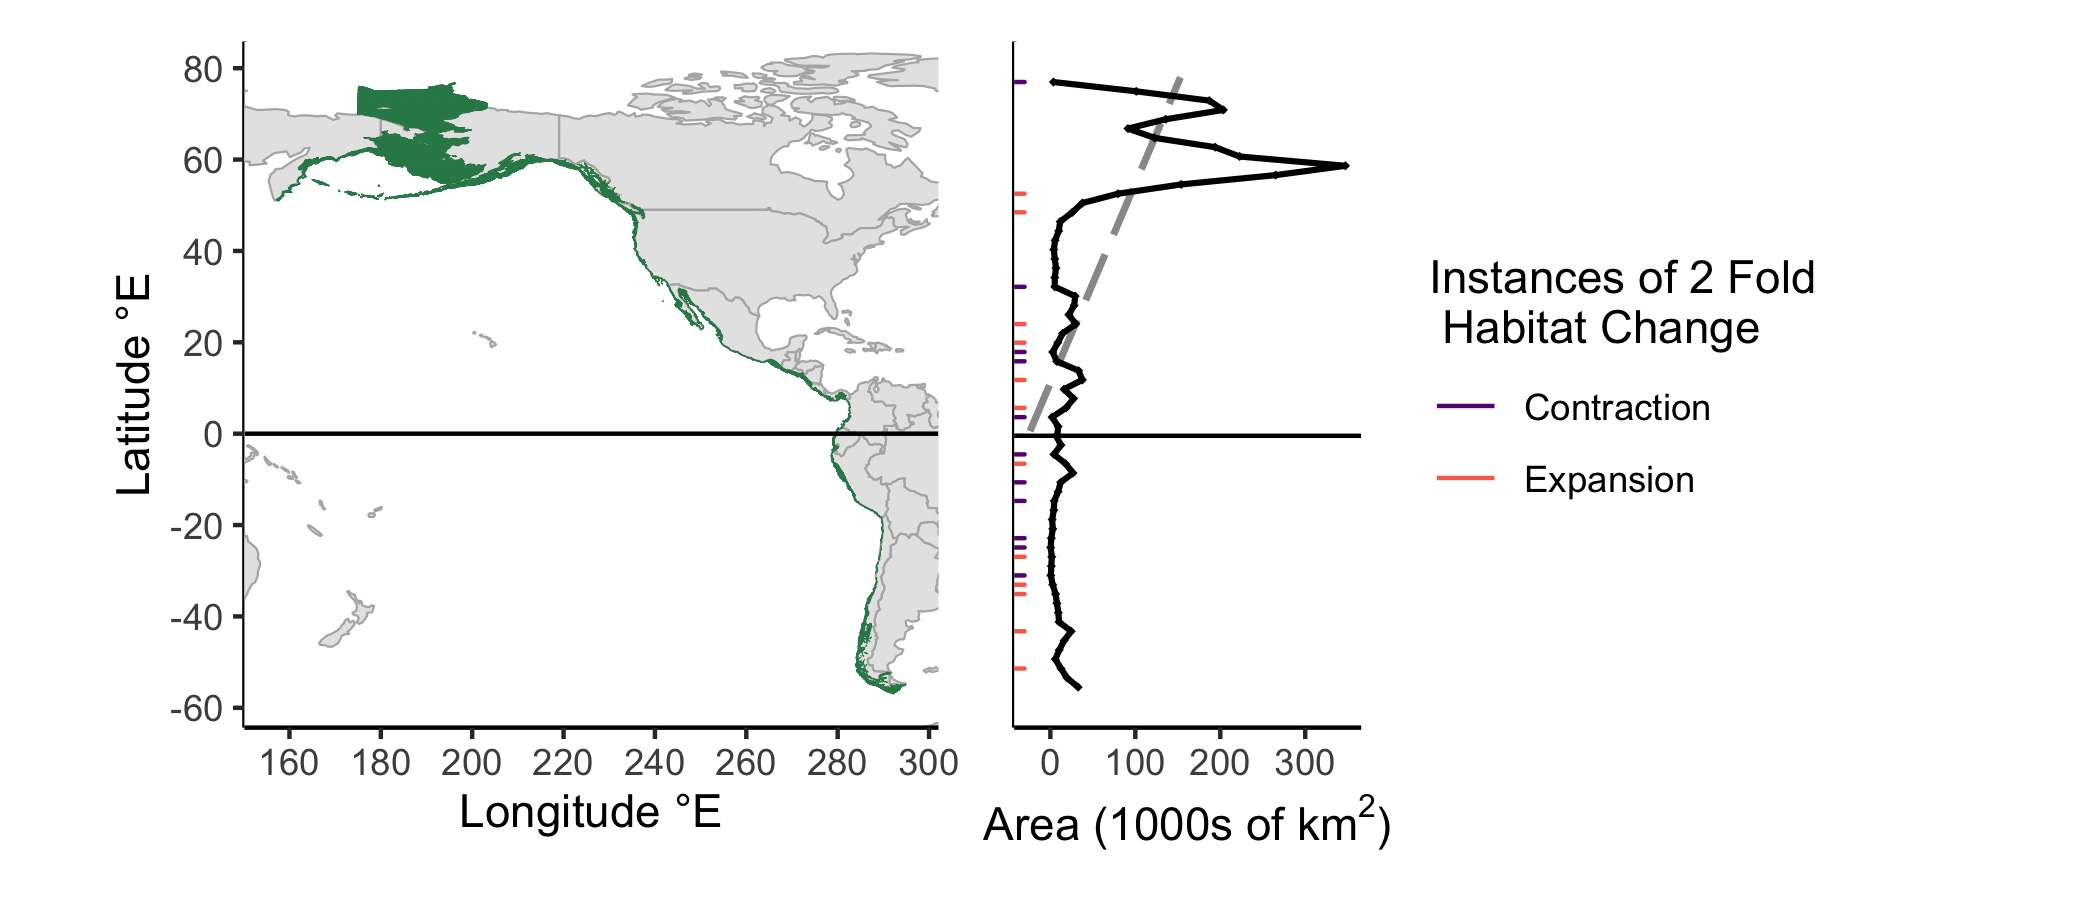 80
60
40
20
0
-20
-40
-60
Latitude °E
160 180 200 220 240 260 280 300
Longitude °E
0 100 200 300
Area (1000s of km²)
Instances of 2 Fold
Habitat Change
Contraction
Expansion